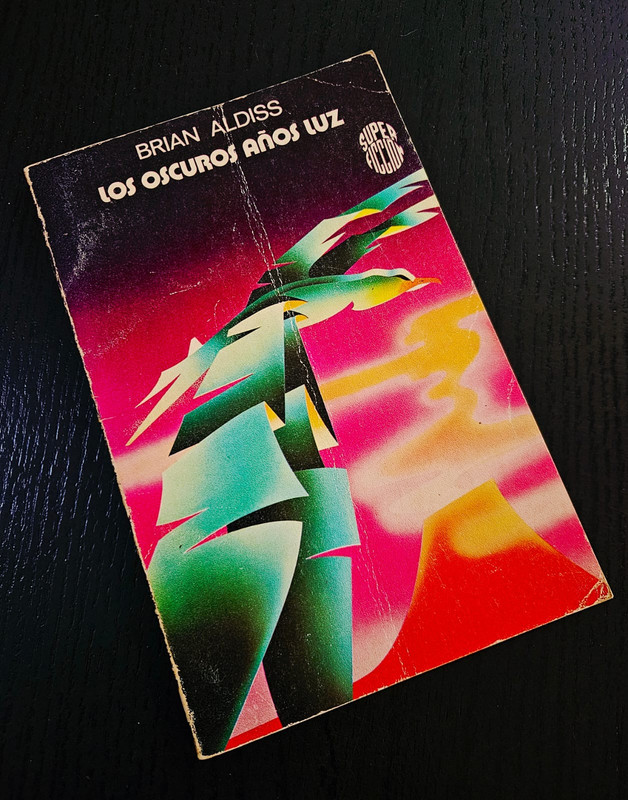 BRIAN ALDISS
LOS OSCUROS AÑOS LUZ
SUPER
FICCION